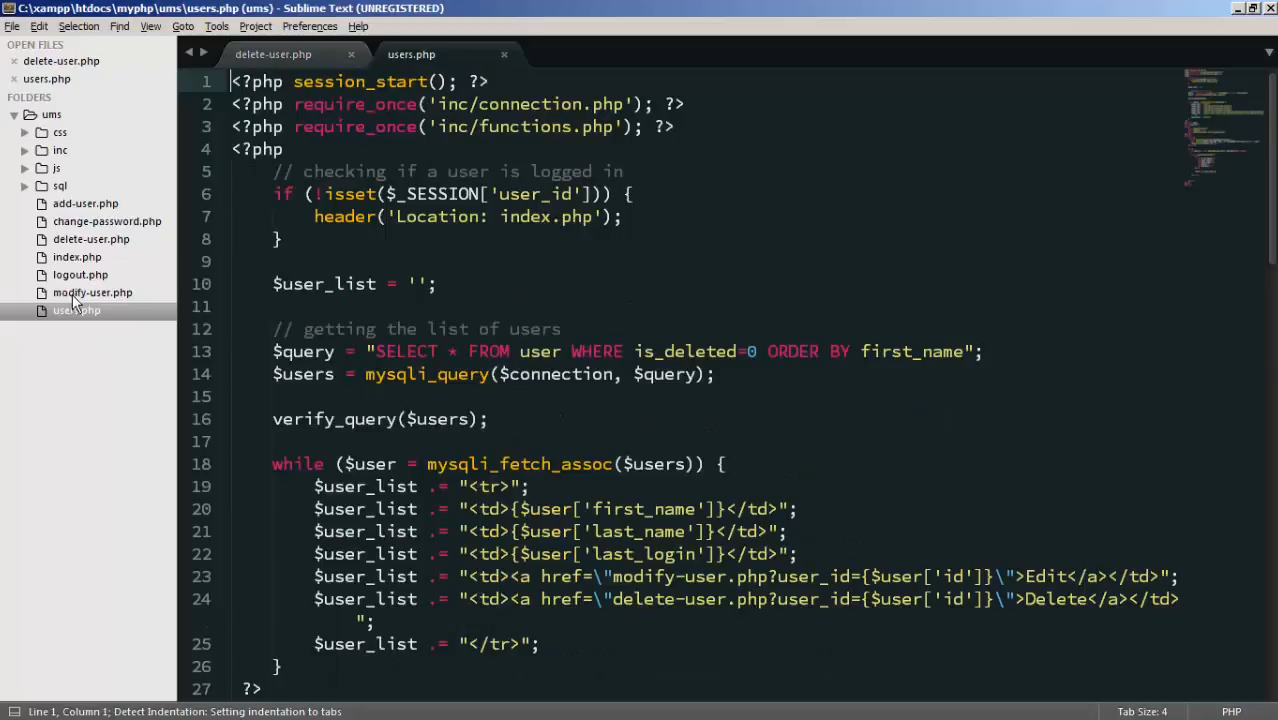 C:\xampp\htdocs\myphp\ums\users.php (ums) - Sublime Text (UNREGISTERED)
File Edit Selection Find View Goto Tools Project Preferences Help
OPEN FILES
× delete-user.php
× users.php
FOLDERS
ums
css
inc
js
sql
add-user.php
change-password.php
delete-user.php
index.php
logout.php
modify-user.php
users.php
delete-user.php × users.php ×
1 <?php session_start(); ?>
2 <?php require_once('inc/connection.php'); ?>
3 <?php require_once('inc/functions.php'); ?>
4 <?php
5 // checking if a user is logged in
6 if (!isset($_SESSION['user_id'])) {
7 header('Location: index.php');
8 }
9
10 $user_list = '';
11
12 // getting the list of users
13 $query = "SELECT * FROM user WHERE is_deleted=0 ORDER BY first_name";
14 $users = mysqli_query($connection, $query);
15
16 verify_query($users);
17
18 while ($user = mysqli_fetch_assoc($users)) {
19 $user_list .= "<tr>";
20 $user_list .= "<td>{$user['first_name']}</td>";
21 $user_list .= "<td>{$user['last_name']}</td>";
22 $user_list .= "<td>{$user['last_login']}</td>";
23 $user_list .= "<td><a href=\"modify-user.php?user_id={$user['id']}\">Edit</a></td>";
24 $user_list .= "<td><a href=\"delete-user.php?user_id={$user['id']}\">Delete</a></td>
";
25 $user_list .= "</tr>";
26 }
27 ?>
Line 1, Column 1; Detect Indentation: Setting indentation to tabs Tab Size: 4 PHP